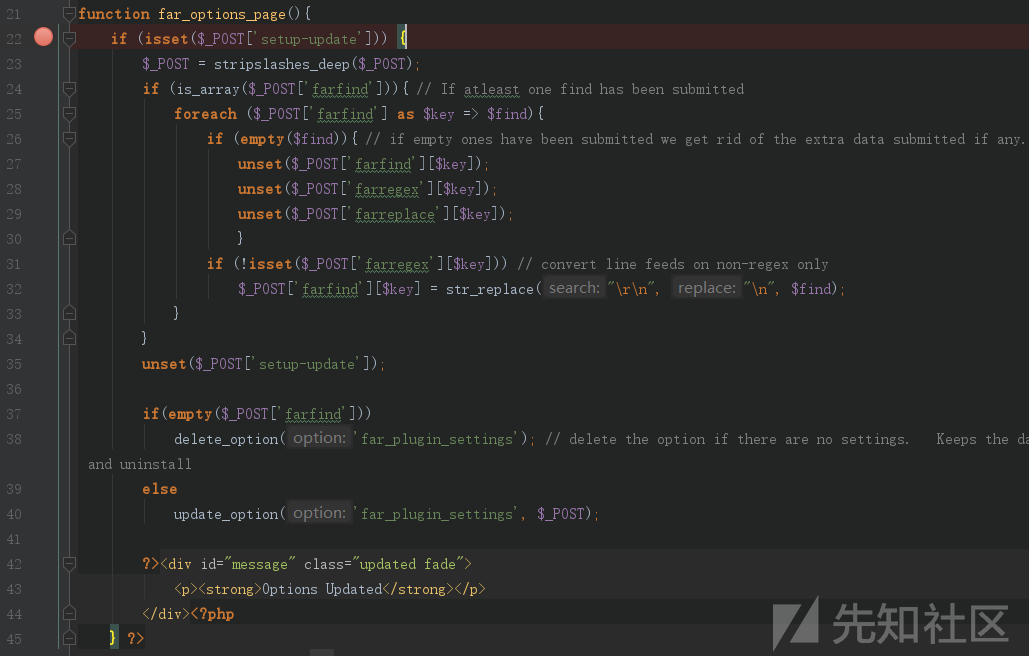 21 function far_options_page(){
22 if (isset($_POST['setup-update'])) {
23 $_POST = stripslashes_deep($_POST);
24 if (is_array($_POST['farfind'])){ // If atleast one find has been submitted
25 foreach ($_POST['farfind'] as $key => $find){
26 if (empty($find)){ // if empty ones have been submitted we get rid of the extra data submitted if any.
27 unset($_POST['farfind'][$key]);
28 unset($_POST['farregex'][$key]);
29 unset($_POST['farreplace'][$key]);
30 }
31 if (!isset($_POST['farregex'][$key])) // convert line feeds on non-regex only
32 $_POST['farfind'][$key] = str_replace( search: "\r\n", replace: "\n", $find);
33 }
34 }
35 unset($_POST['setup-update']);
36
37 if(empty($_POST['farfind']))
38 delete_option( option: 'far_plugin_settings'); // delete the option if there are no settings. Keeps the da
and uninstall
39 else
40 update_option( option: 'far_plugin_settings', $_POST);
41
42 ?><div id="message" class="updated fade">
43 <p><strong>Options Updated</strong></p>
44 </div><?php
45 } ?>
先知社区